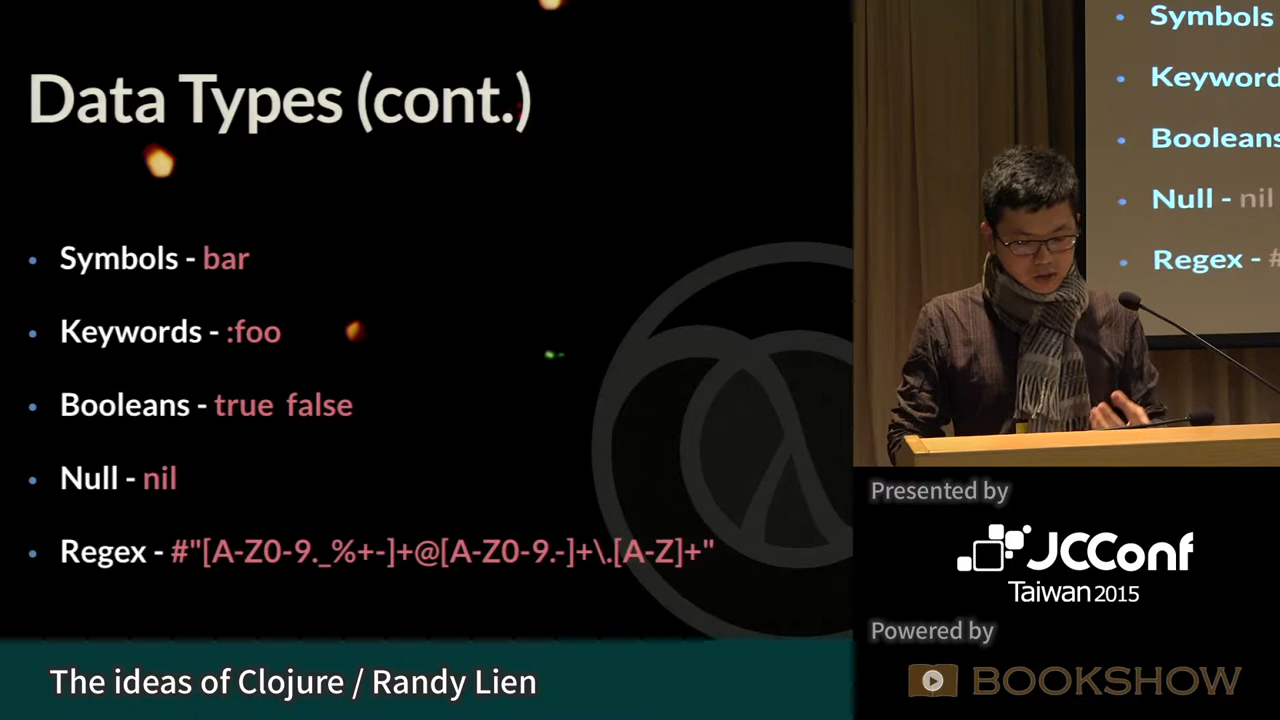 Data Types (cont.)
Symbols - bar
Keywords - :foo
Booleans - true false
Null - nil
Regex - #"[A-Z0-9._%+-]+@[A-Z0-9.-]+\.[A-Z]+"
The ideas of Clojure / Randy Lien
Symbols
Keyword
Booleans
Null - nil
Regex - #
Presented by
JCConf
Taiwan 2015
Powered by
BOOKSHOW